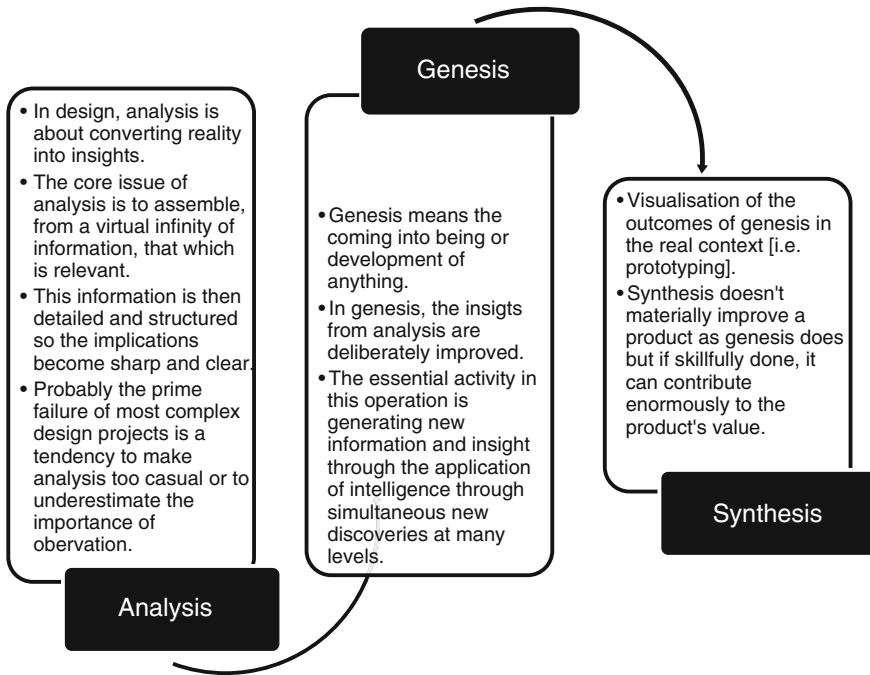 • In design, analysis is
about converting reality
into insights.
• The core issue of
analysis is to assemble,
from a virtual infinity of
information, that which
is relevant.
• This information is then
detailed and structured
so the implications
become sharp and clear.
• Probably the prime
failure of most complex
design projects is a
tendency to make
analysis too casual or to
underestimate the
importance of
obervation.
Analysis
Genesis
• Genesis means the
coming into being or
development of
anything.
• In genesis, the insigts
from analysis are
deliberately improved.
• The essential activity in
this operation is
generating new
information and insight
through the application
of intelligence through
simultaneous new
discoveries at many
levels.
• Visualisation of the
outcomes of genesis in
the real context [i.e.
prototyping].
• Synthesis doesn't
materially improve a
product as genesis does
but if skillfully done, it
can contribute
enormously to the
product's value.
Synthesis